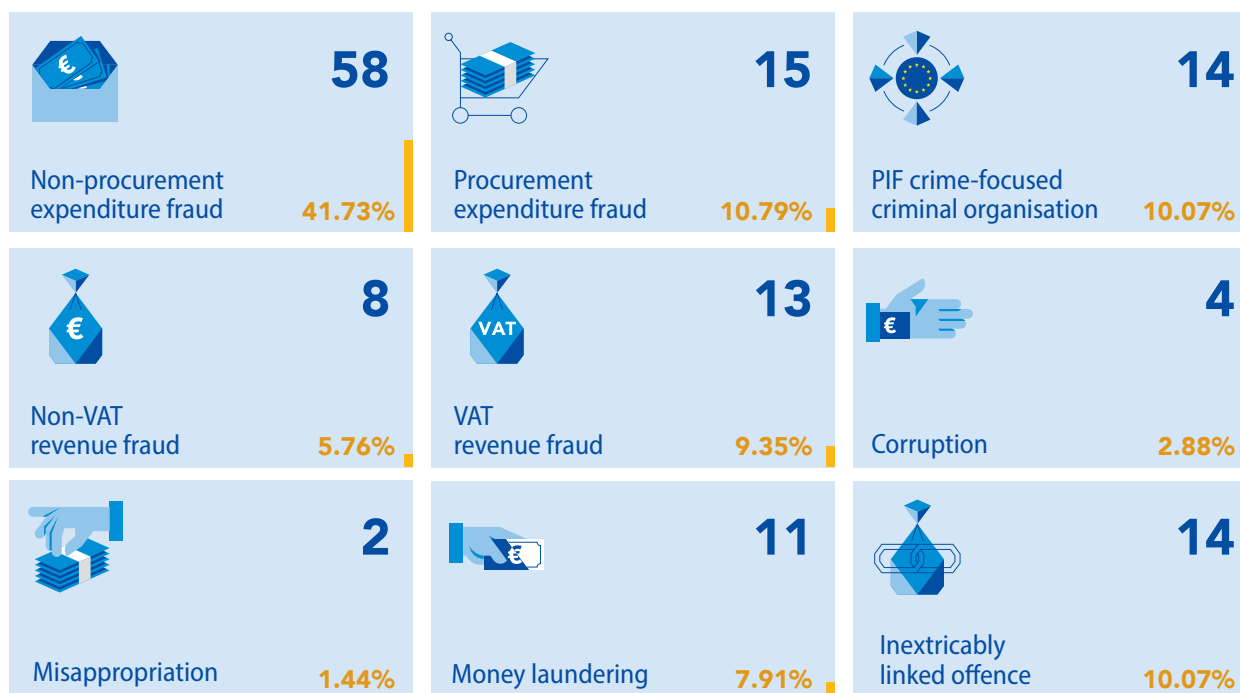 €
58
Non-procurement
expenditure fraud
41.73%
15
Procurement
expenditure fraud
10.79%
14
PIF crime-focused
criminal organisation
10.07%
€
8
Non-VAT
revenue fraud
5.76%
VAT
13
VAT
revenue fraud
9.35%
€
4
Corruption
2.88%
2
Misappropriation
1.44%
€
11
Money laundering
7.91%
14
Inextricably
linked offence
10.07%